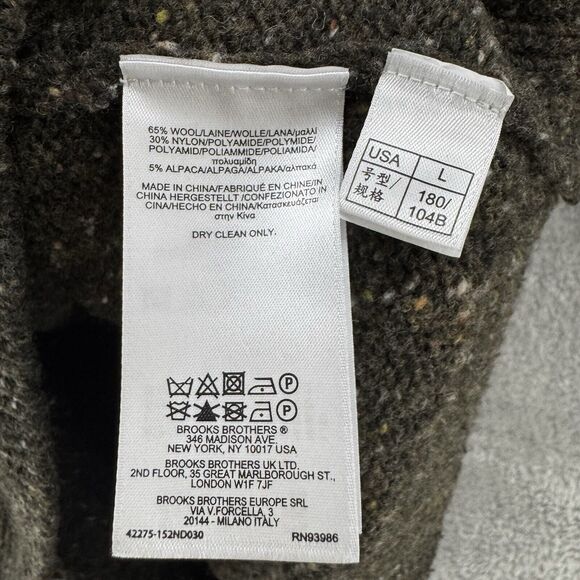 65% WOOL/LAINE/WOLLE/LANA/μαλλί
30% NYLON/POLYAMIDE/POLYMIDE/
POLYAMID/POLIAMMIDE/POLIAMIDA/
πολυαμίδη
5% ALPACA/ALPAGA/ALPAKA/αλπακά
MADE IN CHINA/FABRIQUÉ EN CHINE/IN
CHINA HERGESTELLT/CONFEZIONATO IN
CINA/HECHO EN CHINA/Κατασκευάζεται
στην Κίνα
DRY CLEAN ONLY.
P
P
BROOKS BROTHERS ®
346 MADISON AVE.
NEW YORK, NY 10017 USA
BROOKS BROTHERS UK LTD.
2ND FLOOR, 35 GREAT MARLBOROUGH ST.
LONDON W1F 7JF
BROOKS BROTHERS EUROPE SRL
VIA V.FORCELLA, 3
20144 - MILANO ITALY
42275-152ND030 RN93986
USA L
号型/规格 180/104B